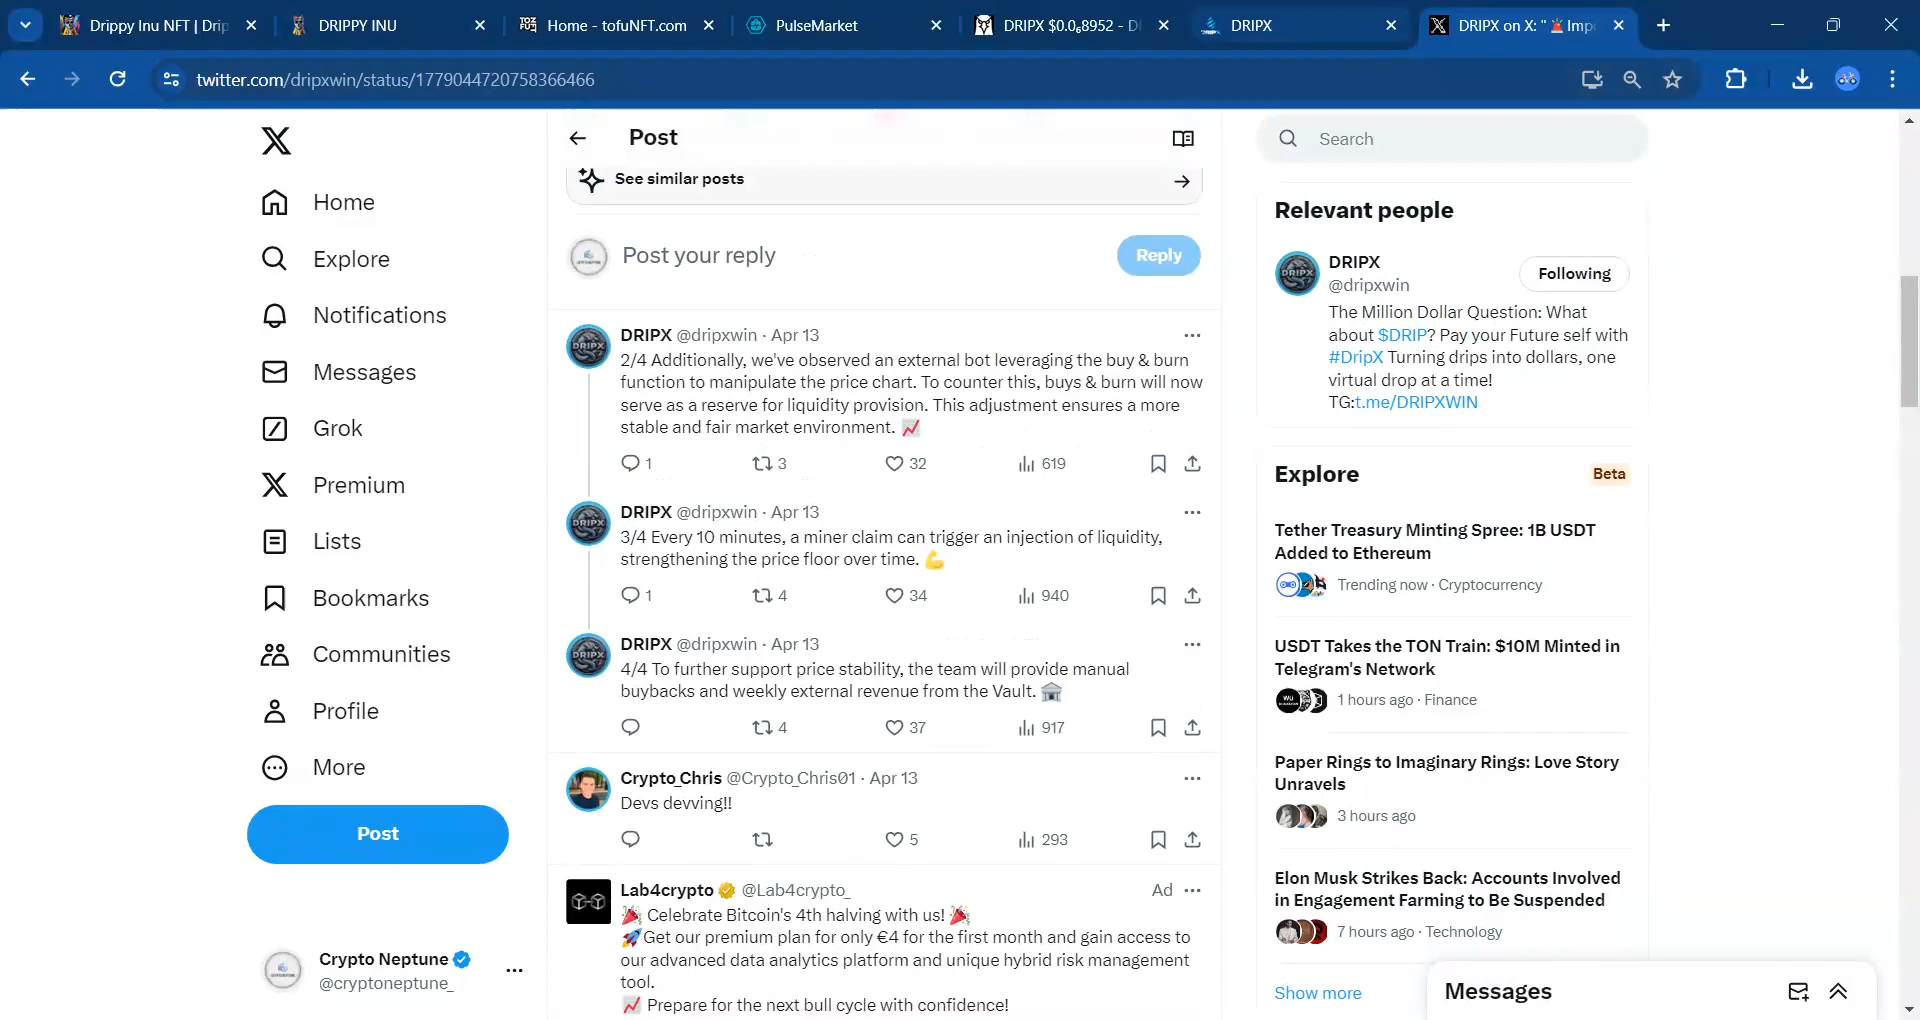 Drippy Inu NFT | Drip
DRIPPY INU
Home - tofuNFT.com
PulseMarket
DRIPX $0.0₆8952 - D
DRIPX
DRIPX on X: "🚨Imp
twitter.com/dripxwin/status/1779044720758366466
Home
Explore
Notifications
Messages
Grok
Premium
Lists
Bookmarks
Communities
Profile
More
Post
Crypto Neptune
@cryptoneptune_
Post
See similar posts
Post your reply
Reply
DRIPX @dripxwin · Apr 13
2/4 Additionally, we've observed an external bot leveraging the buy & burn
function to manipulate the price chart. To counter this, buys & burn will now
serve as a reserve for liquidity provision. This adjustment ensures a more
stable and fair market environment. 📈
1 3 32 619
DRIPX @dripxwin · Apr 13
3/4 Every 10 minutes, a miner claim can trigger an injection of liquidity,
strengthening the price floor over time. 💪
1 4 34 940
DRIPX @dripxwin · Apr 13
4/4 To further support price stability, the team will provide manual
buybacks and weekly external revenue from the Vault. 🏦
4 37 917
Crypto_Chris @Crypto_Chris01 · Apr 13
Devs devving!!
5 293
Lab4crypto @Lab4crypto_ Ad
🎉 Celebrate Bitcoin's 4th halving with us! 🎉
🚀Get our premium plan for only €4 for the first month and gain access to
our advanced data analytics platform and unique hybrid risk management
tool.
📈 Prepare for the next bull cycle with confidence!
Search
Relevant people
DRIPX
@dripxwin
Following
The Million Dollar Question: What
about $DRIP? Pay your Future self with
#DripX Turning drips into dollars, one
virtual drop at a time!
TG:t.me/DRIPXWIN
Explore
Beta
Tether Treasury Minting Spree: 1B USDT
Added to Ethereum
Trending now · Cryptocurrency
USDT Takes the TON Train: $10M Minted in
Telegram's Network
1 hours ago · Finance
Paper Rings to Imaginary Rings: Love Story
Unravels
3 hours ago
Elon Musk Strikes Back: Accounts Involved
in Engagement Farming to Be Suspended
7 hours ago · Technology
Show more
Messages